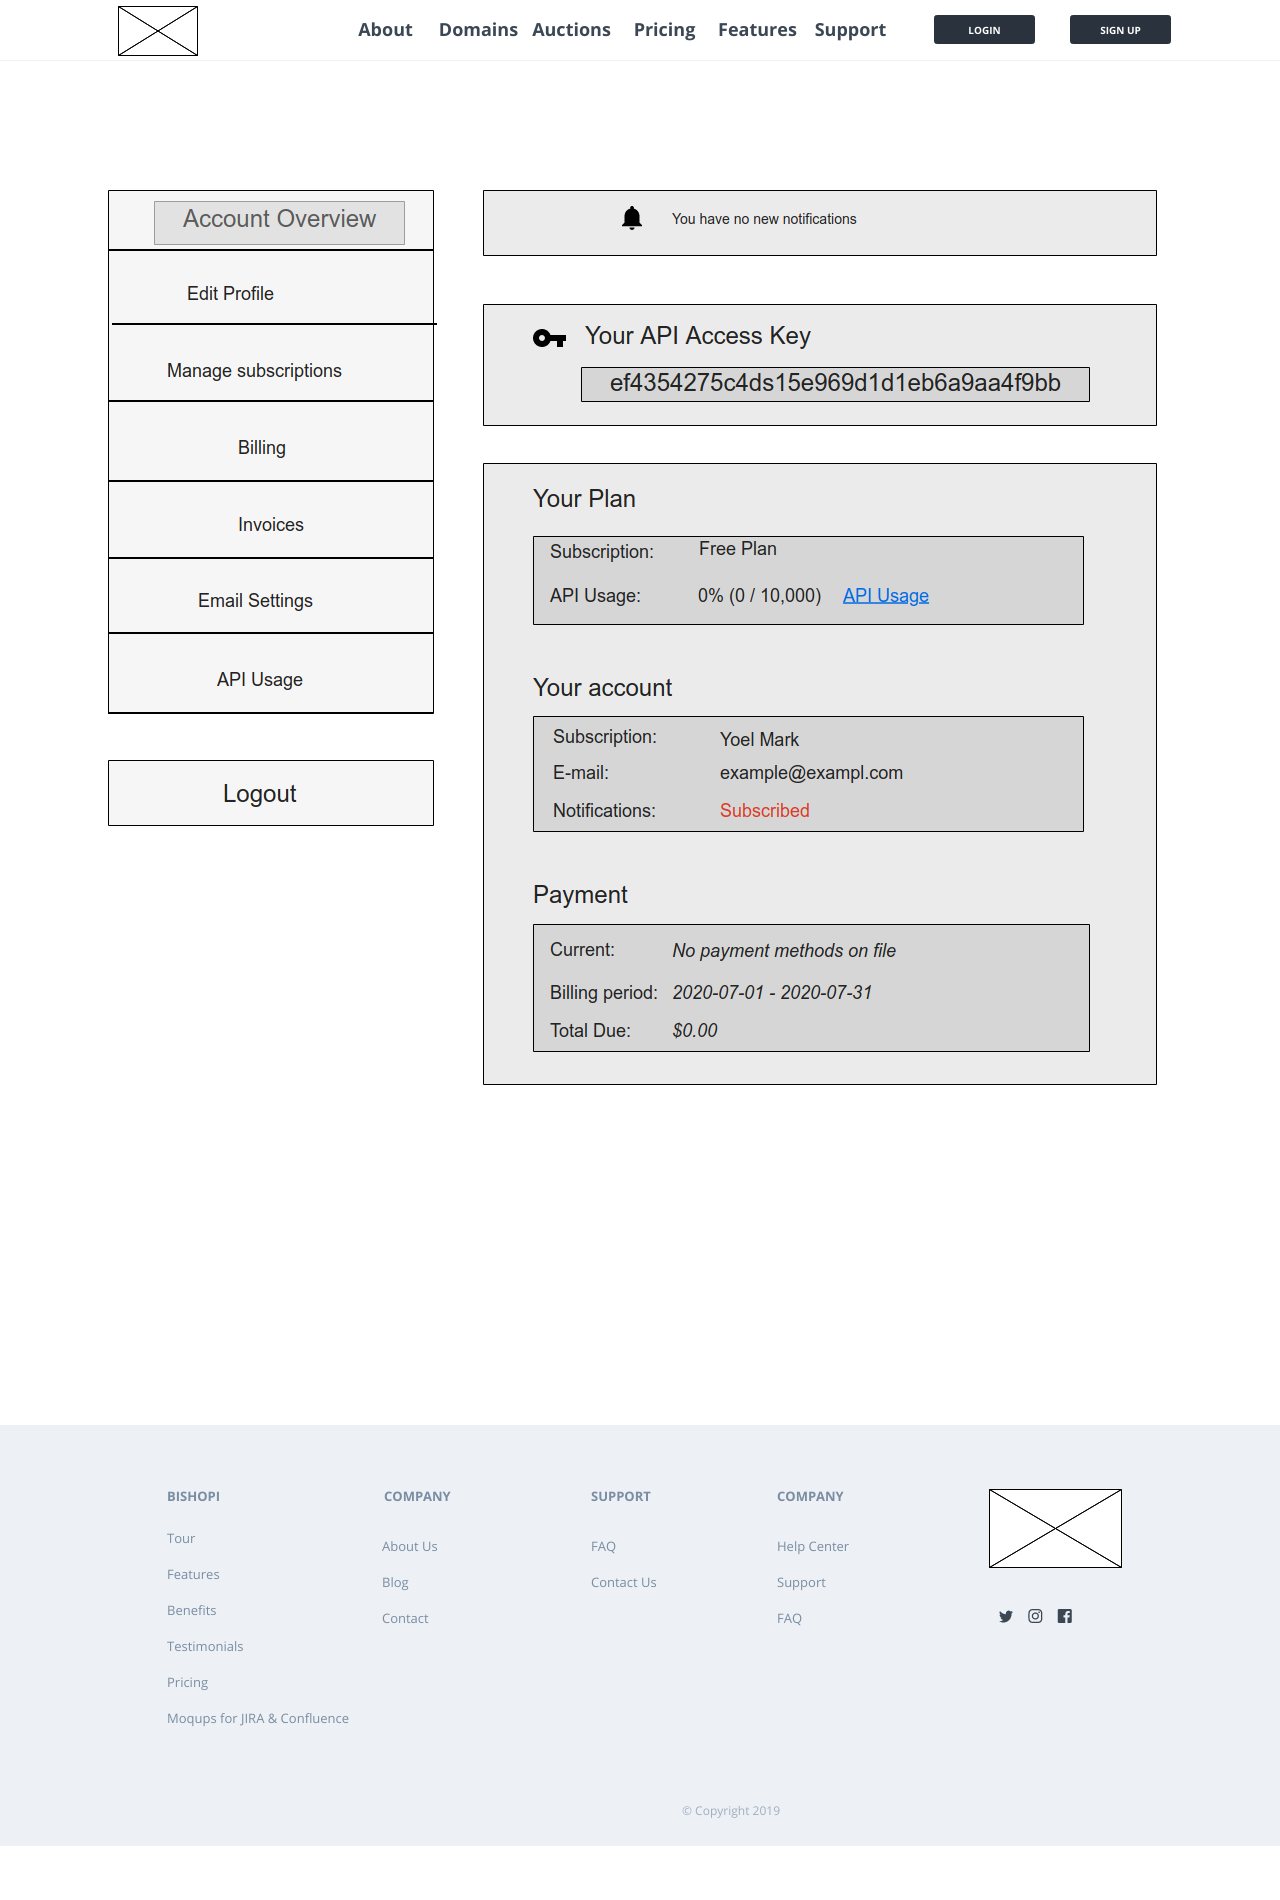 About Domains Auctions Pricing Features Support LOGIN SIGN UP
Account Overview
Edit Profile
Manage subscriptions
Billing
Invoices
Email Settings
API Usage
Logout
You have no new notifications
Your API Access Key
ef4354275c4ds15e969d1d1eb6a9aa4f9bb
Your Plan
Subscription: Free Plan
API Usage: 0% (0 / 10,000) API Usage
Your account
Subscription: Yoel Mark
E-mail: example@exampl.com
Notifications: Subscribed
Payment
Current: No payment methods on file
Billing period: 2020-07-01 - 2020-07-31
Total Due: $0.00
BISHOPI
Tour
Features
Benefits
Testimonials
Pricing
Moqups for JIRA & Confluence
COMPANY
About Us
Blog
Contact
SUPPORT
FAQ
Contact Us
COMPANY
Help Center
Support
FAQ
© Copyright 2019